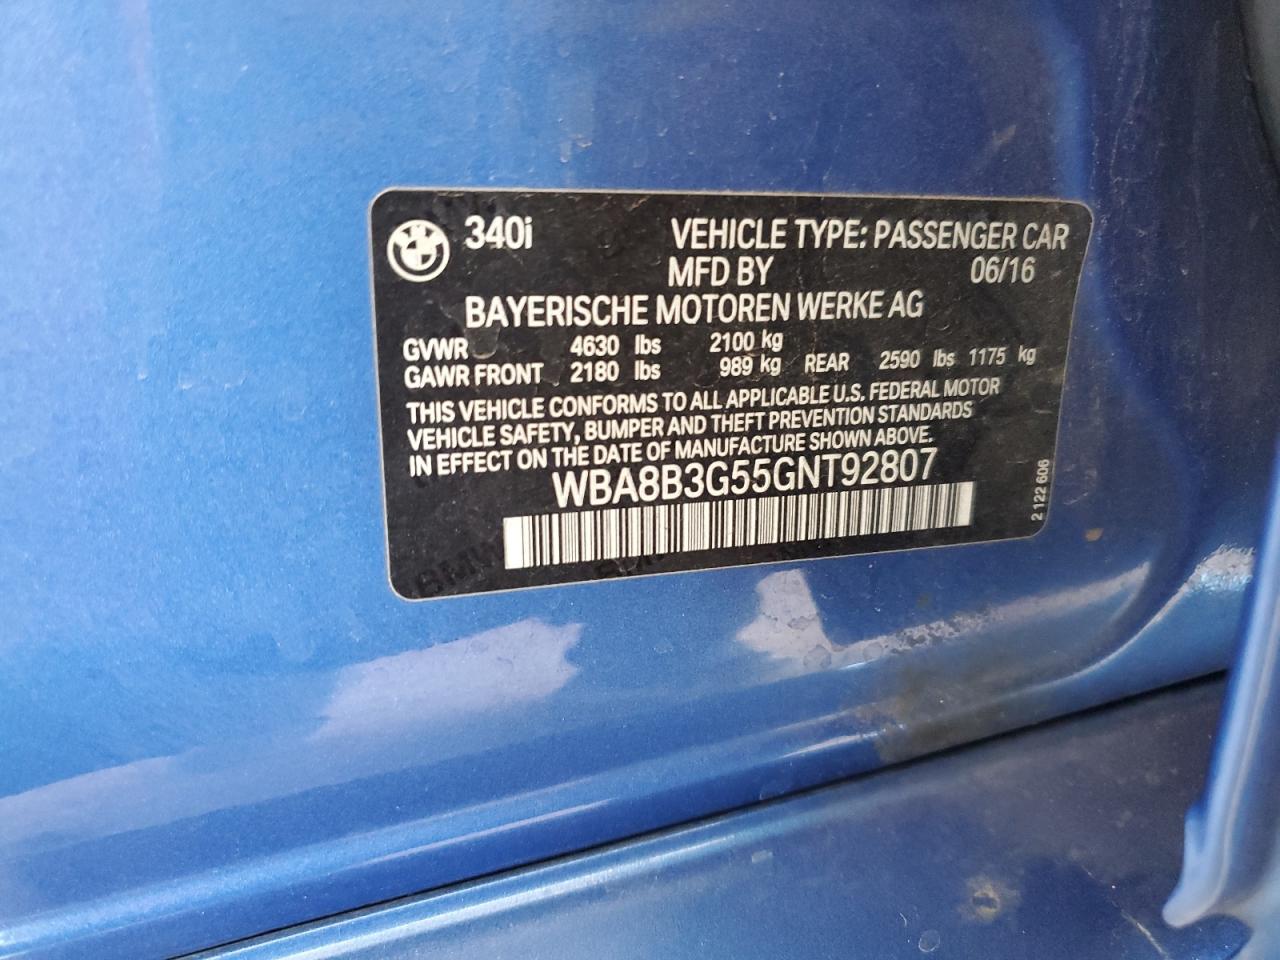 340i VEHICLE TYPE: PASSENGER CAR
MFD BY 06/16
BAYERISCHE MOTOREN WERKE AG
GVWR 4630 lbs 2100 kg
GAWR FRONT 2180 lbs 989 kg REAR 2590 lbs 1175 kg
THIS VEHICLE CONFORMS TO ALL APPLICABLE U.S. FEDERAL MOTOR
VEHICLE SAFETY, BUMPER AND THEFT PREVENTION STANDARDS
IN EFFECT ON THE DATE OF MANUFACTURE SHOWN ABOVE.
WBA8B3G55GNT92807
2 122 606